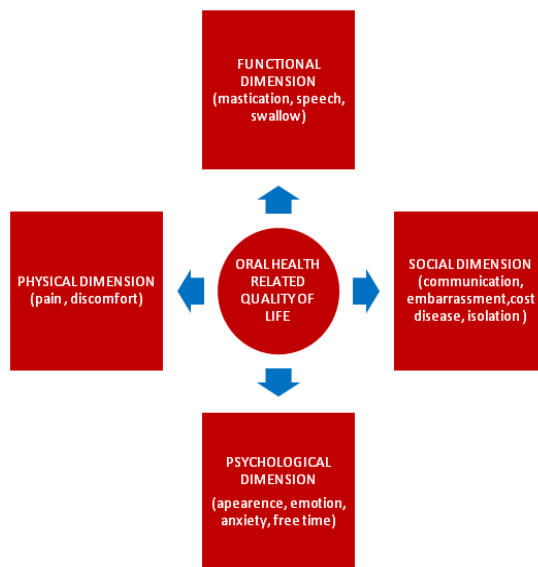 FUNCTIONAL
DIMENSION
(mastication, speech,
swallow)
PHYSICAL DIMENSION
(pain , discomfort)
ORAL HEALTH
RELATED
QUALITY OF
LIFE
SOCIAL DIMENSION
(communication,
embarrassment,cost
disease, isolation )
PSYCHOLOGICAL
DIMENSION
(apearence, emotion,
anxiety, free time)